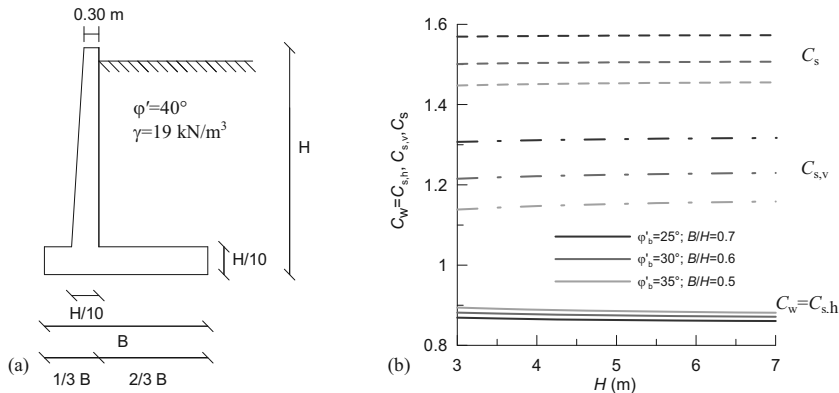 0.30 m
φ′=40°
γ=19 kN/m³
H
H/10
H/10
B
1/3 B 2/3 B
(a)
1.6
1.4
1.2
1
0.8
C_w=C_s,h, C_s,v, C_s
C_s
C_s,v
φ'_b=25°; B/H=0.7
φ'_b=30°; B/H=0.6
φ'_b=35°; B/H=0.5
C_w=C_s.h
3 4 5 6 7
H (m)
(b)